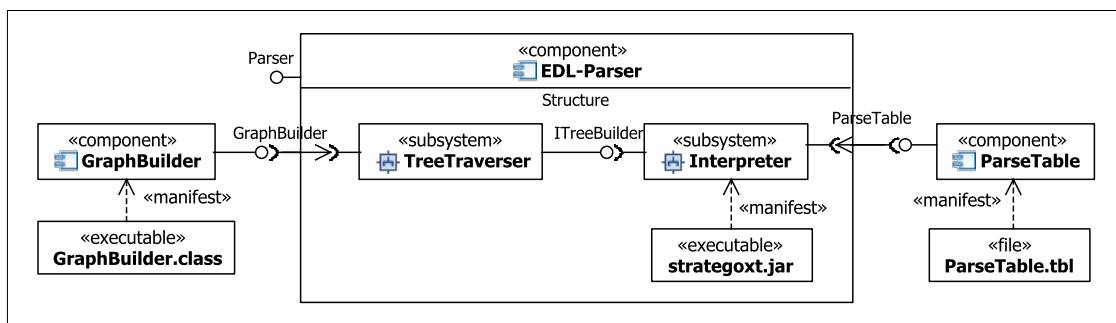 «component»
EDL-Parser
Parser
Structure
«component»
GraphBuilder
GraphBuilder
«subsystem»
TreeTraverser
ITreeBuilder
«subsystem»
Interpreter
ParseTable
«component»
ParseTable
«manifest»
«manifest»
«manifest»
«executable»
GraphBuilder.class
«executable»
strategoxt.jar
«file»
ParseTable.tbl